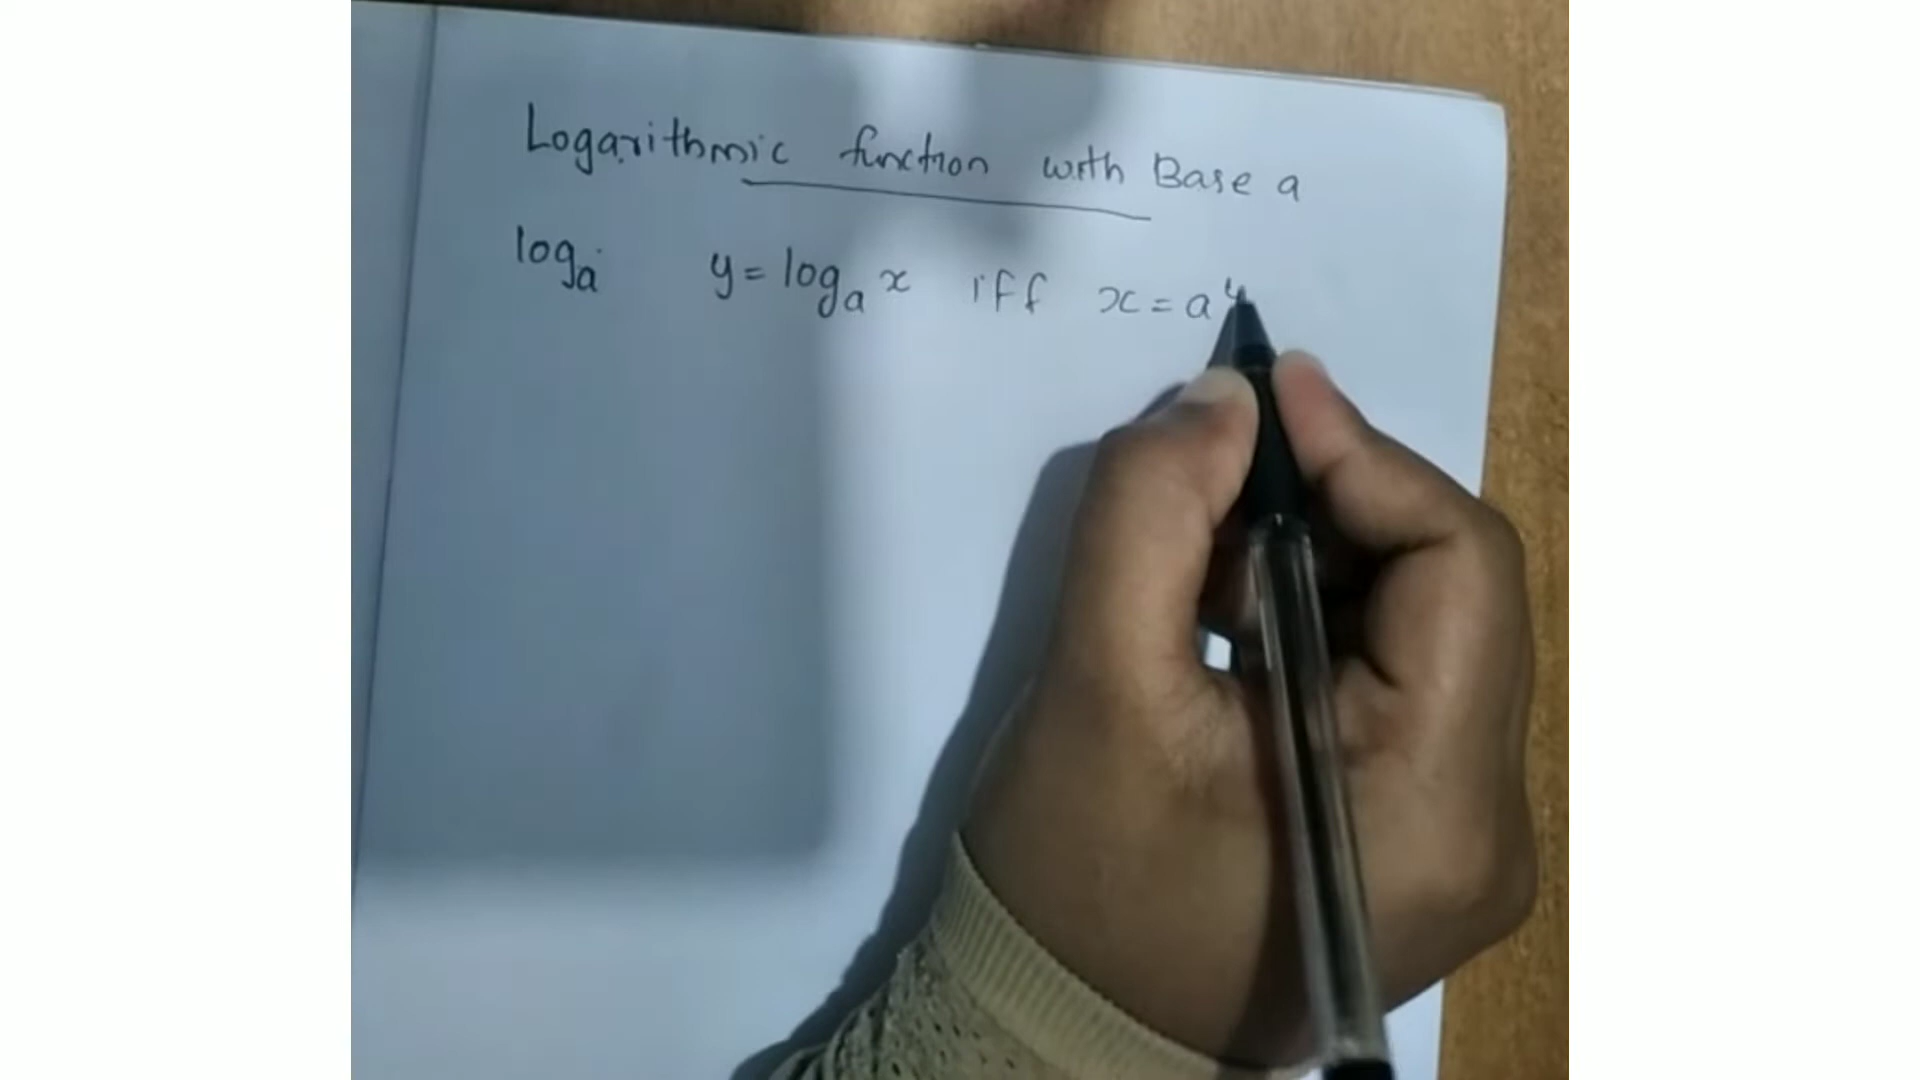 Logarithmic function with Base a
logₐ y = logₐ x iff x = a^y